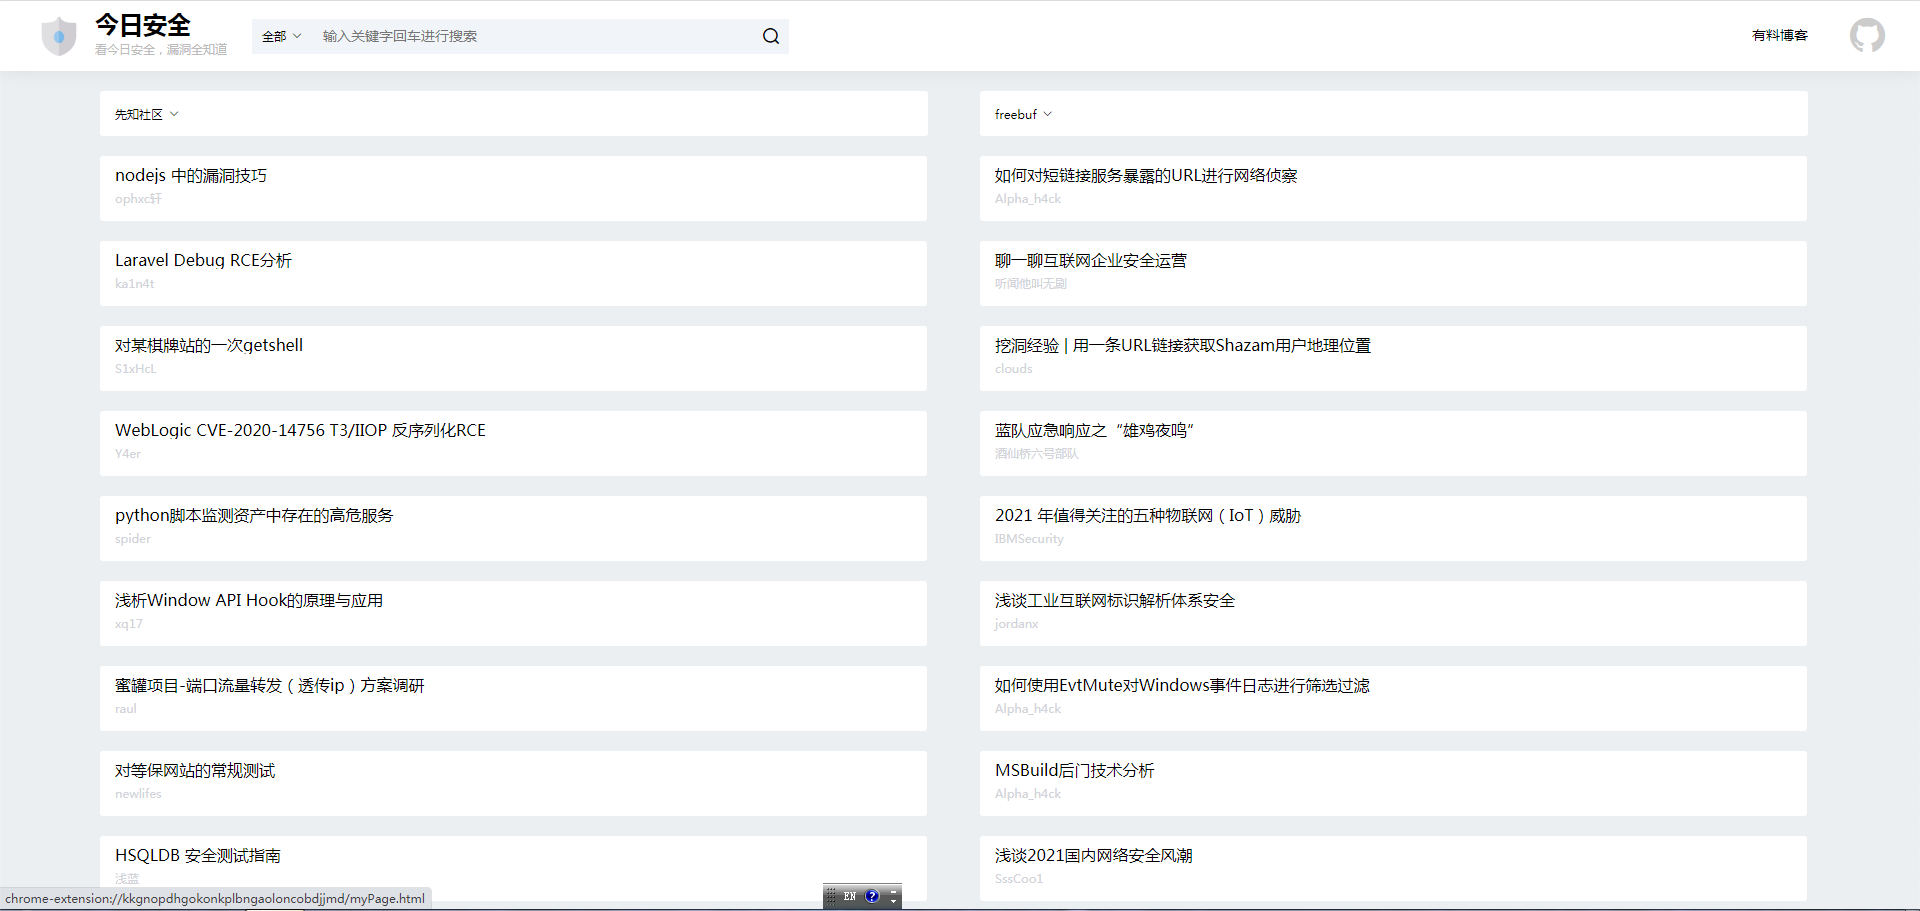 今日安全
看今日安全，漏洞全知道
全部
输入关键字回车进行搜索
有料博客
先知社区
nodejs 中的漏洞技巧
ophxc轩
Laravel Debug RCE分析
ka1n4t
对某棋牌站的一次getshell
S1xHcL
WebLogic CVE-2020-14756 T3/IIOP 反序列化RCE
Y4er
python脚本监测资产中存在的高危服务
spider
浅析Window API Hook的原理与应用
xq17
蜜罐项目-端口流量转发（透传ip）方案调研
raul
对等保网站的常规测试
newlifes
HSQLDB 安全测试指南
浅蓝
freebuf
如何对短链接服务暴露的URL进行网络侦察
Alpha_h4ck
聊一聊互联网企业安全运营
听闻他叫无剧
挖洞经验 | 用一条URL链接获取Shazam用户地理位置
clouds
蓝队应急响应之“雄鸡夜鸣”
酒仙桥六号部队
2021 年值得关注的五种物联网（IoT）威胁
IBMSecurity
浅谈工业互联网标识解析体系安全
jordanx
如何使用EvtMute对Windows事件日志进行筛选过滤
Alpha_h4ck
MSBuild后门技术分析
Alpha_h4ck
浅谈2021国内网络安全风潮
SssCoo1
chrome-extension://kkgnopdhgokonkplbngaoloncobdjjmd/myPage.html
EN